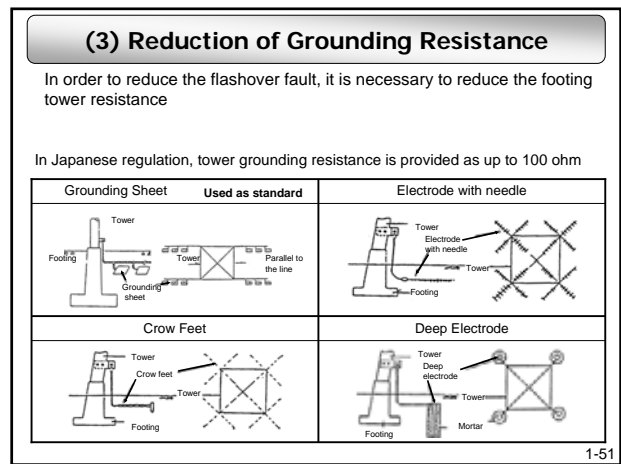 (3) Reduction of Grounding Resistance
In order to reduce the flashover fault, it is necessary to reduce the footing
tower resistance
In Japanese regulation, tower grounding resistance is provided as up to 100 ohm
Grounding Sheet Used as standard
Tower
Footing
Grounding
sheet
Tower
Parallel to
the line
Electrode with needle
Tower
Electrode
with needle
Tower
Footing
Crow Feet
Tower
Crow feet
Tower
Footing
Deep Electrode
Tower
Deep
electrode
Tower
Footing
Mortar
1-51